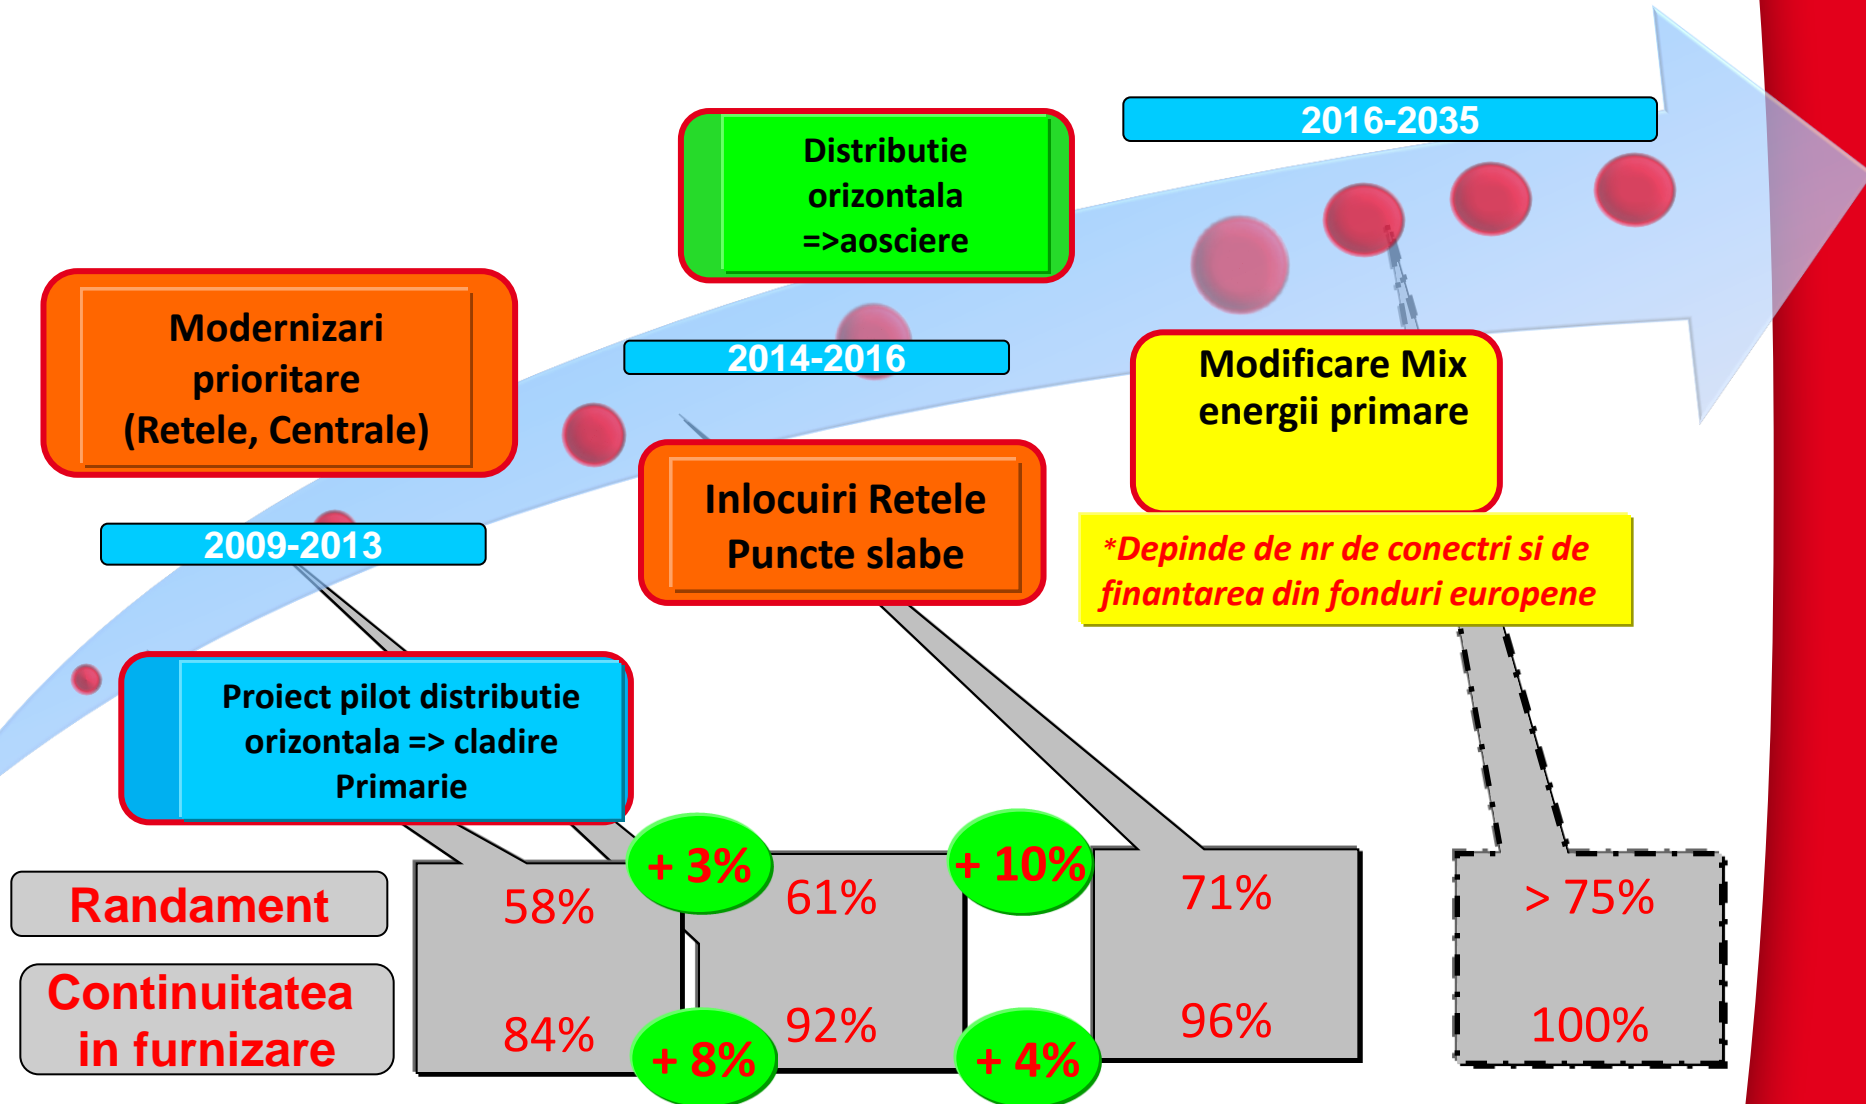 2016-2035
Distributie
orizontala
=>aosciere
Modernizari
prioritare
(Retele, Centrale)
2014-2016
Modificare Mix
energii primare
Inlocuiri Retele
Puncte slabe
2009-2013
*Depinde de nr de conectri si de
finantarea din fonduri europene
Proiect pilot distributie
orizontala => cladire
Primarie
Randament
58%
+ 3%
61%
+ 10%
71%
> 75%
Continuitatea
in furnizare
84%
+ 8%
92%
+ 4%
96%
100%